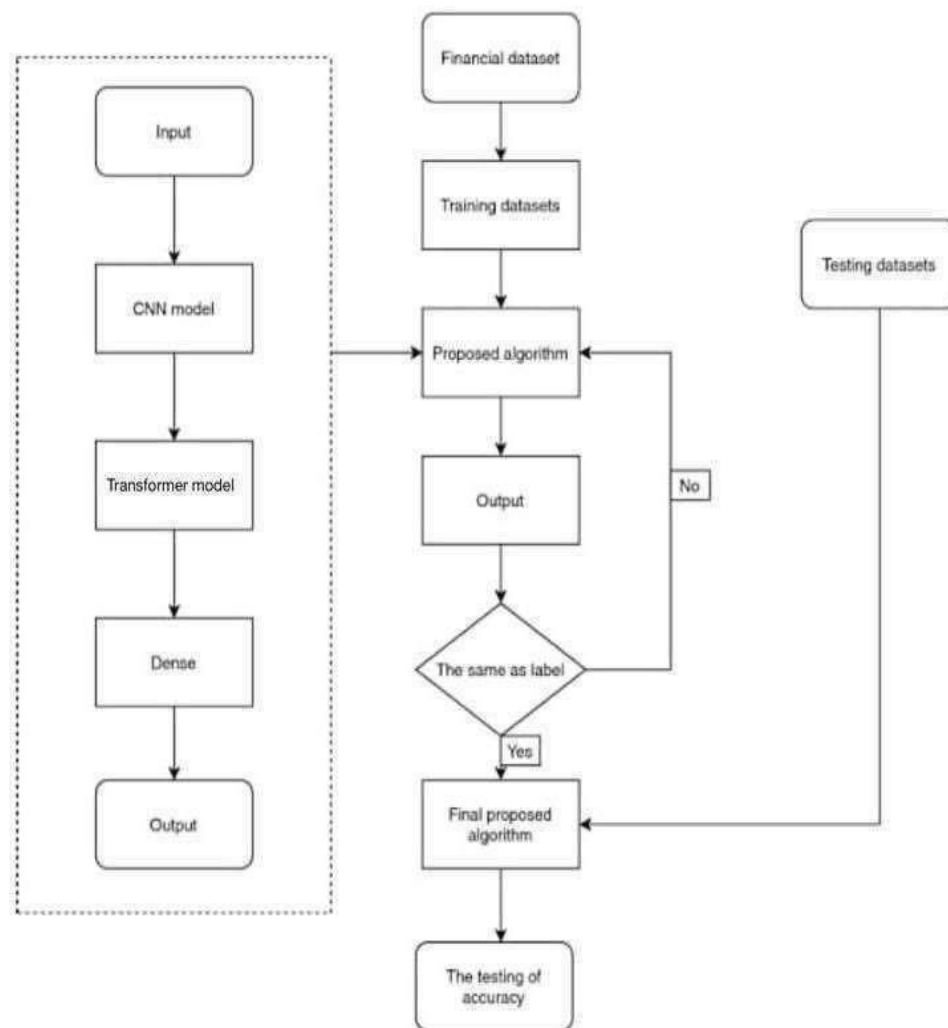 Input
CNN model
Transformer model
Dense
Output
Financial dataset
Training datasets
Proposed algorithm
Output
The same as label
No
Yes
Final proposed
algorithm
The testing of
accuracy
Testing datasets